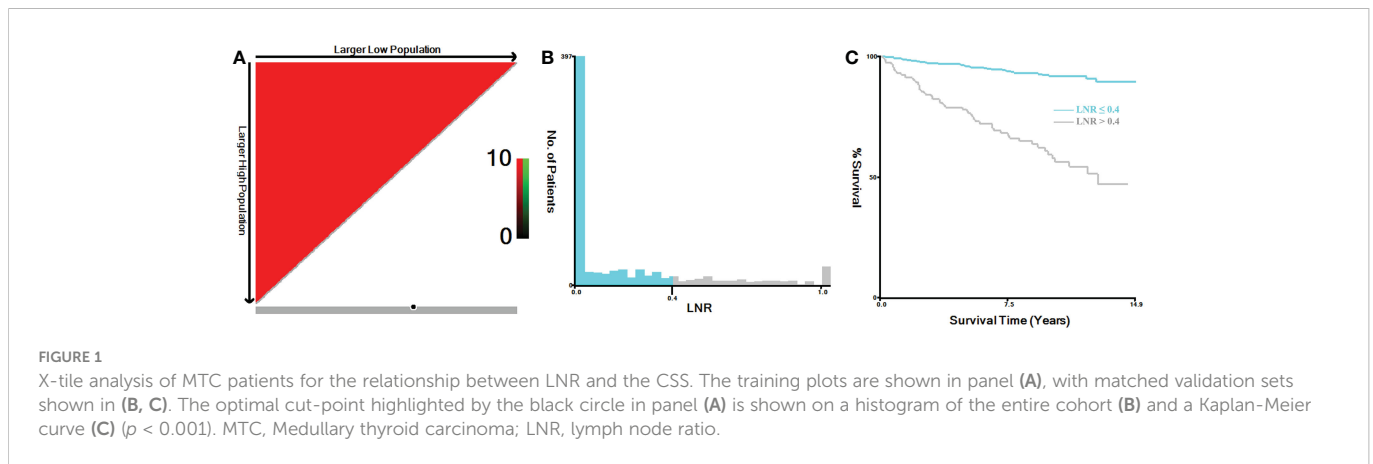 A
Larger Low Population
Larger High Population
10
0
B
397
No. of Patients
0
0.0
0.4
1.0
LNR
C
100
% Survival
50
0
LNR ≤ 0.4
LNR > 0.4
0.0
7.5
14.9
Survival Time (Years)
FIGURE 1
X-tile analysis of MTC patients for the relationship between LNR and the CSS. The training plots are shown in panel (A), with matched validation sets
shown in (B, C). The optimal cut-point highlighted by the black circle in panel (A) is shown on a histogram of the entire cohort (B) and a Kaplan-Meier
curve (C) (p < 0.001). MTC, Medullary thyroid carcinoma; LNR, lymph node ratio.